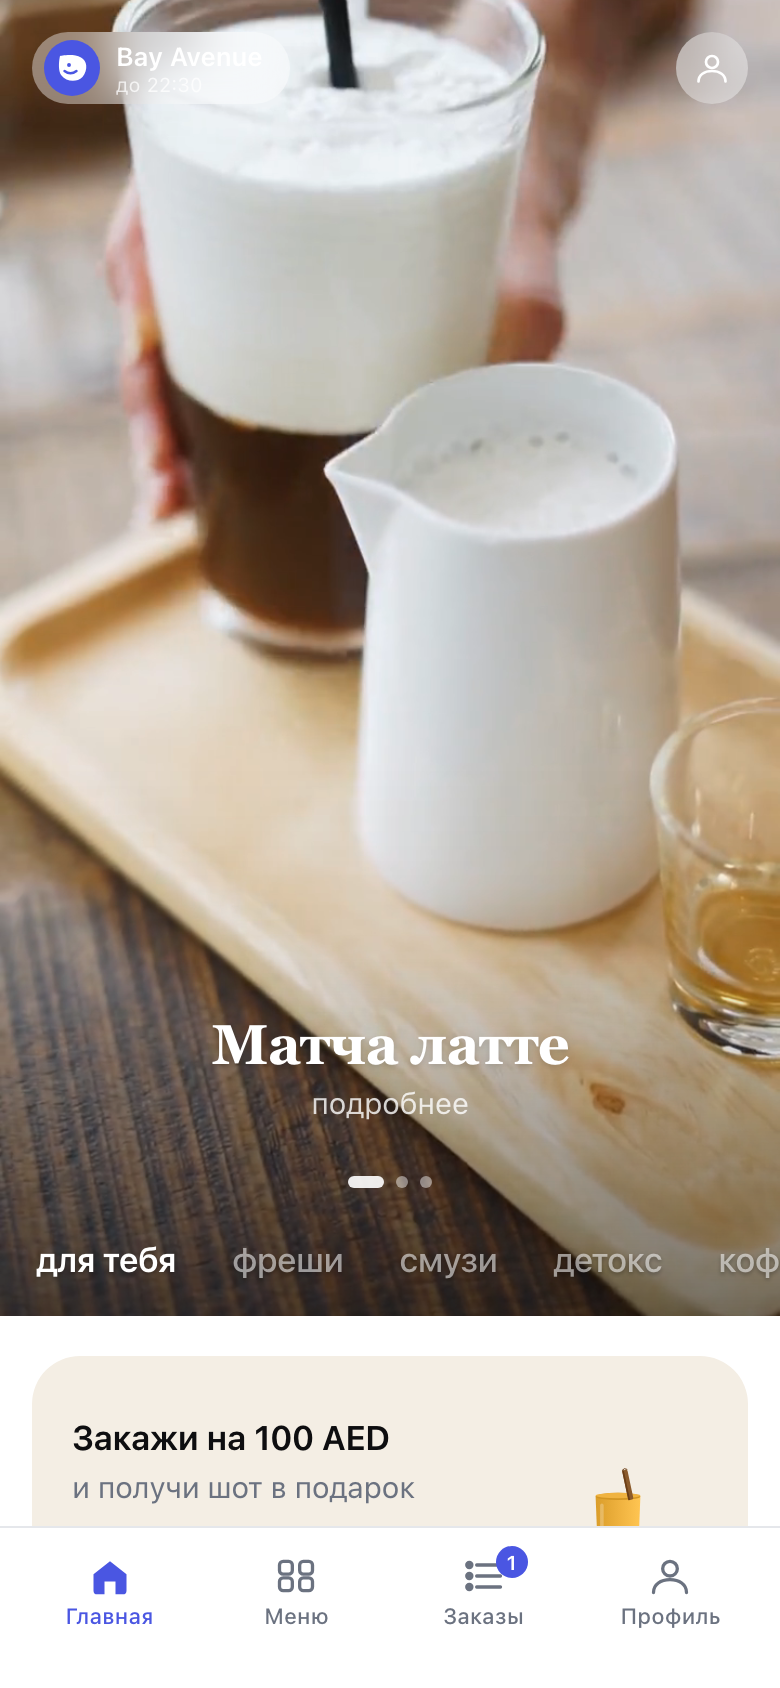 Bay Avenue
до 22:30
Матча латте
подробнее
для тебя фреши смузи детокс коф
Закажи на 100 AED
и получи шот в подарок
1
Главная Меню Заказы Профиль